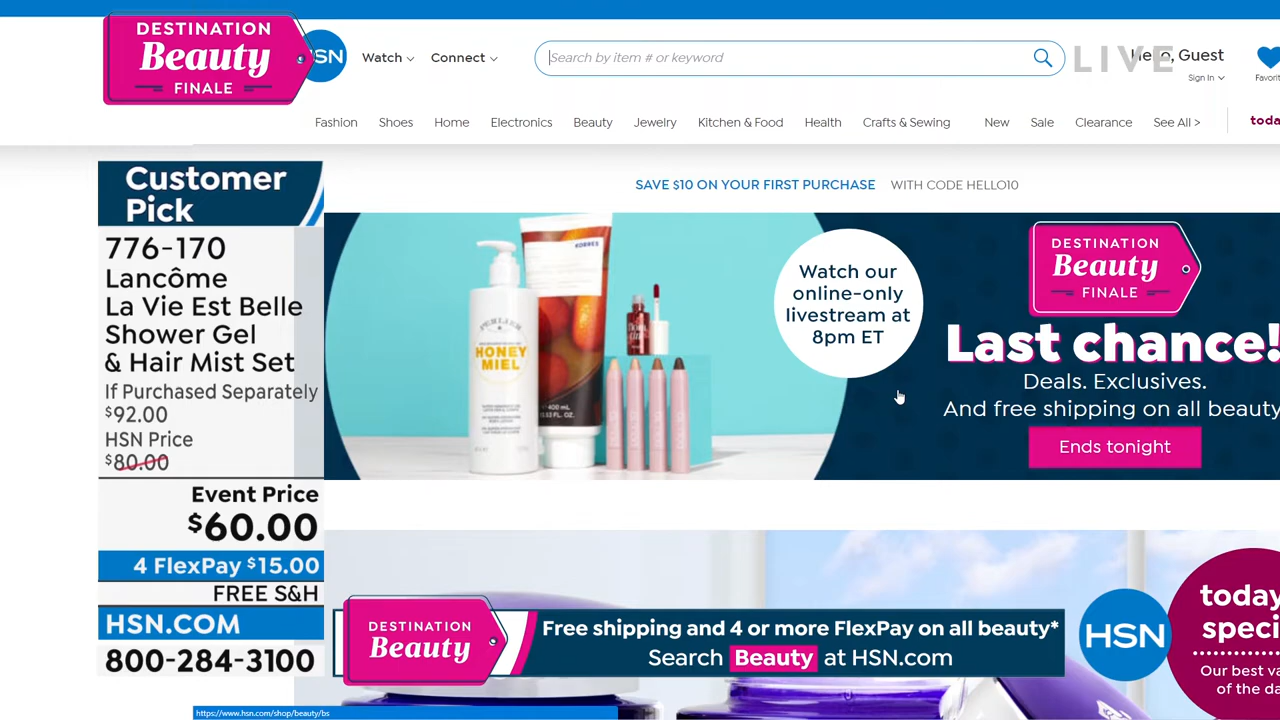 DESTINATION
Beauty
FINALE
HSN
Watch
Connect
Search by item # or keyword
LIVE
Hello, Guest
Sign In
Favorit
Fashion
Shoes
Home
Electronics
Beauty
Jewelry
Kitchen & Food
Health
Crafts & Sewing
New
Sale
Clearance
See All >
toda
Customer
Pick
776-170
Lancôme
La Vie Est Belle
Shower Gel
& Hair Mist Set
If Purchased Separately
$92.00
HSN Price
$80.00
Event Price
$60.00
4 FlexPay $15.00
FREE S&H
HSN.COM
800-284-3100
SAVE $10 ON YOUR FIRST PURCHASE WITH CODE HELLO10
PERLIER
HONEY
MIEL
KORRES
Watch our
online-only
livestream at
8pm ET
DESTINATION
Beauty
FINALE
Last chance!
Deals. Exclusives.
And free shipping on all beauty
Ends tonight
DESTINATION
Beauty
Free shipping and 4 or more FlexPay on all beauty*
Search Beauty at HSN.com
HSN
today
speci
Our best va
of the da
https://www.hsn.com/shop/beauty/bs